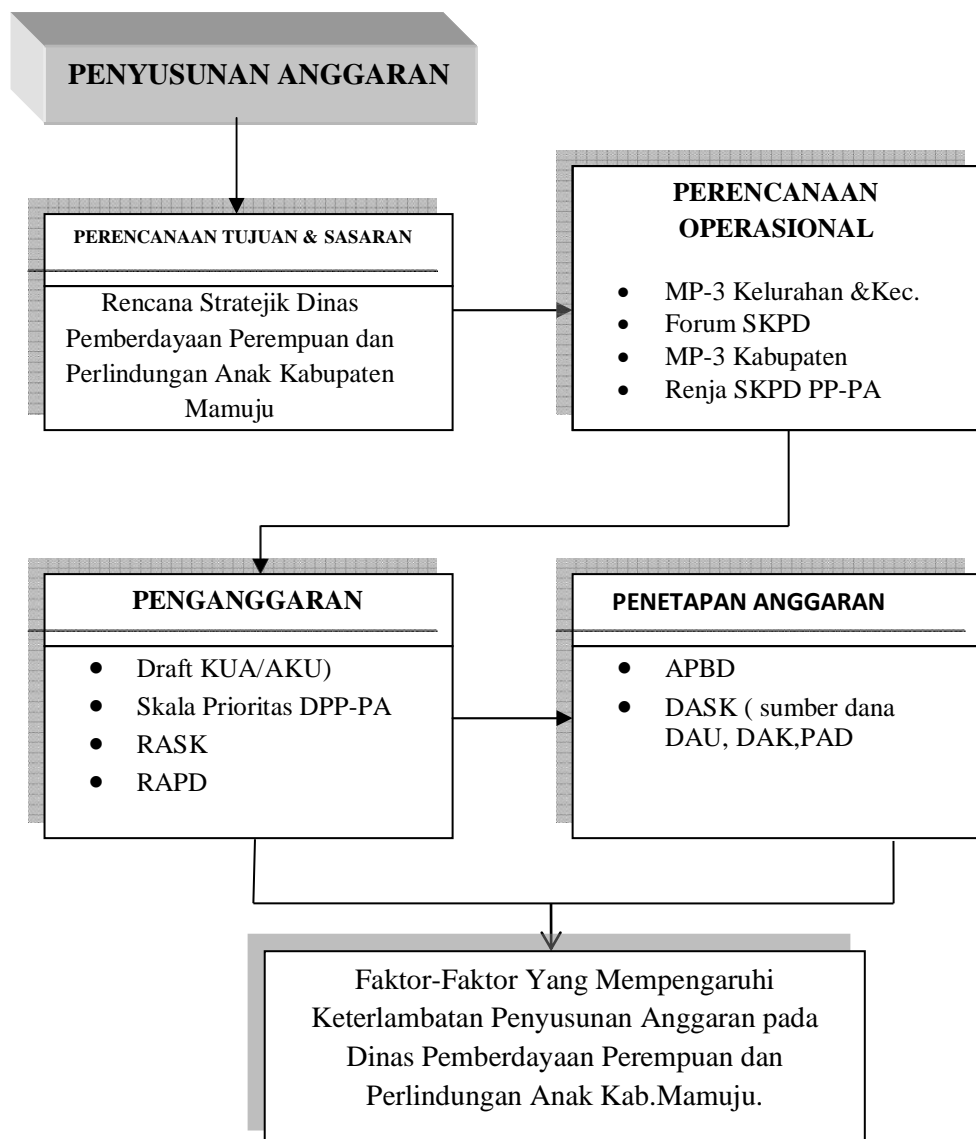 PENYUSUNAN ANGGARAN
PERENCANAAN TUJUAN & SASARAN
Rencana Stratejik Dinas
Pemberdayaan Perempuan dan
Perlindungan Anak Kabupaten
Mamuju
PERENCANAAN
OPERASIONAL
• MP-3 Kelurahan &Kec.
• Forum SKPD
• MP-3 Kabupaten
• Renja SKPD PP-PA
PENGANGGARAN
• Draft KUA/AKU)
• Skala Prioritas DPP-PA
• RASK
• RAPD
PENETAPAN ANGGARAN
• APBD
• DASK ( sumber dana
DAU, DAK,PAD
Faktor-Faktor Yang Mempengaruhi
Keterlambatan Penyusunan Anggaran pada
Dinas Pemberdayaan Perempuan dan
Perlindungan Anak Kab.Mamuju.